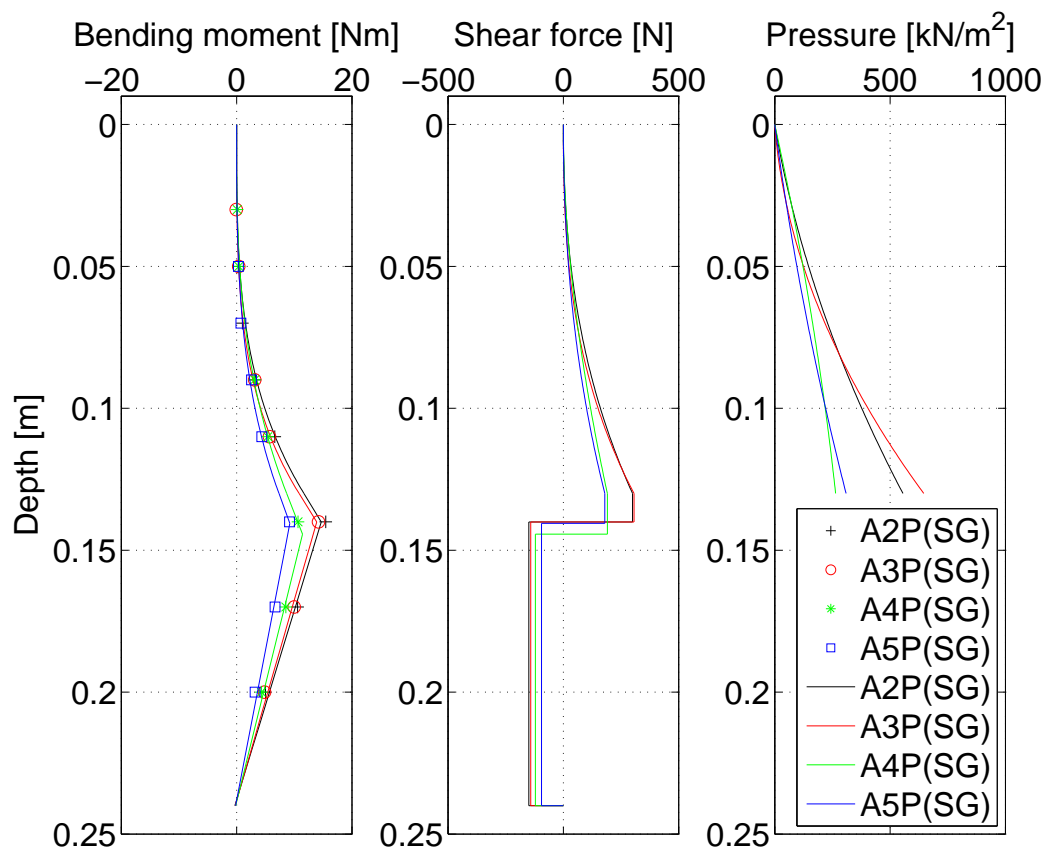 Bending moment [Nm] Shear force [N] Pressure [kN/m²]
−20 0 20 −500 0 500 0 500 1000
0
0.05
0.1
0.15
0.2
0.25
Depth [m]
A2P(SG)
A3P(SG)
A4P(SG)
A5P(SG)
A2P(SG)
A3P(SG)
A4P(SG)
A5P(SG)